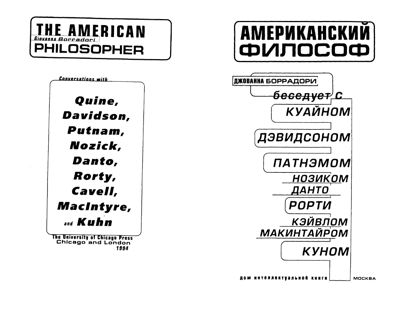 THE AMERICAN
Giovanna Borradori
PHILOSOPHER
Conversations with
Quine,
Davidson,
Putnam,
Nozick,
Danto,
Rorty,
Cavell,
MacIntyre,
and Kuhn
The University of Chicago Press
Chicago and London
1994
АМЕРИКАНСКИЙ
ФИЛОСОФ
ДЖОВАННА БОРРАДОРИ
беседует с
КУАЙНОМ
ДЭВИДСОНОМ
ПАТНЭМОМ
НОЗИКОМ
ДАНТО
РОРТИ
КЭЙВЛОМ
МАКИНТАЙРОМ
КУНОМ
дом интеллектуальной книги
МОСКВА